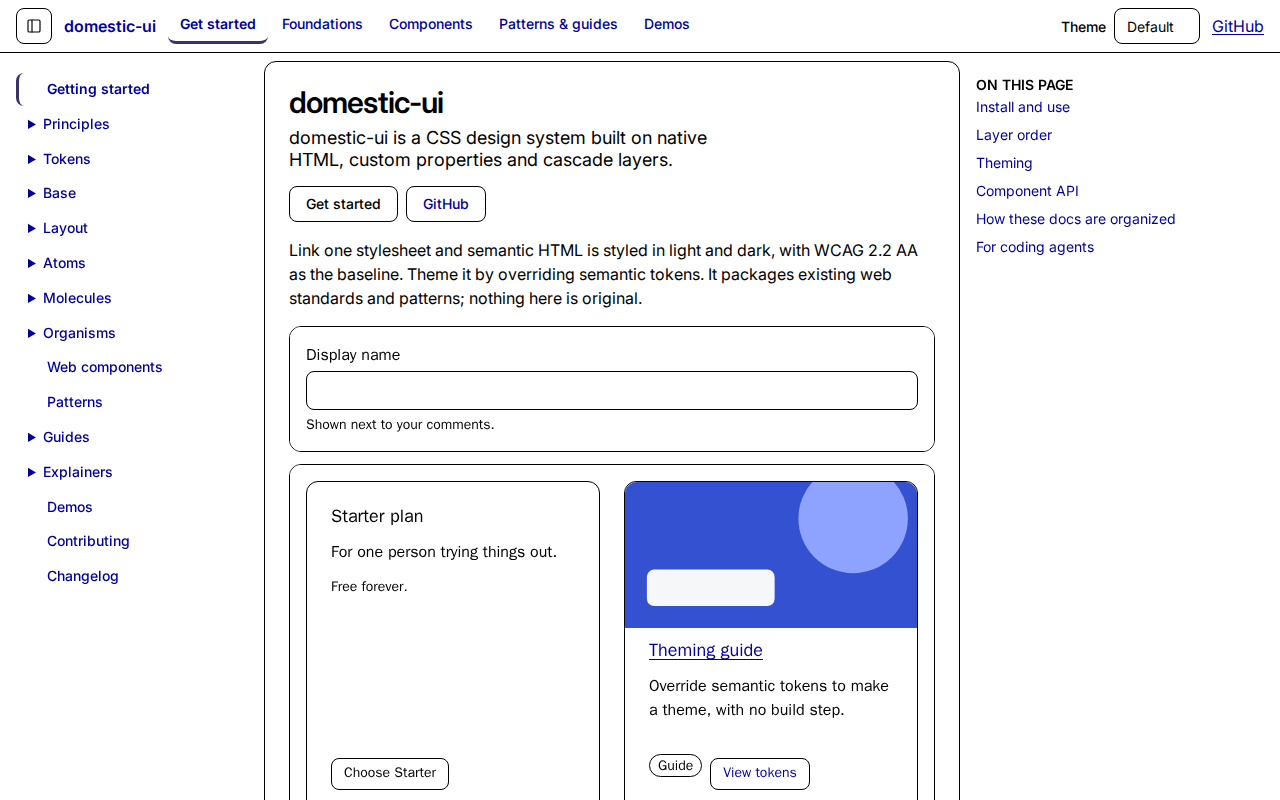 domestic-ui
Get started
Foundations
Components
Patterns & guides
Demos
Theme
Default
GitHub
Getting started
Principles
Tokens
Base
Layout
Atoms
Molecules
Organisms
Web components
Patterns
Guides
Explainers
Demos
Contributing
Changelog
domestic-ui
domestic-ui is a CSS design system built on native
HTML, custom properties and cascade layers.
Get started
GitHub
Link one stylesheet and semantic HTML is styled in light and dark, with WCAG 2.2 AA
as the baseline. Theme it by overriding semantic tokens. It packages existing web
standards and patterns; nothing here is original.
Display name
Shown next to your comments.
Starter plan
For one person trying things out.
Free forever.
Choose Starter
Theming guide
Override semantic tokens to make
a theme, with no build step.
Guide
View tokens
ON THIS PAGE
Install and use
Layer order
Theming
Component API
How these docs are organized
For coding agents